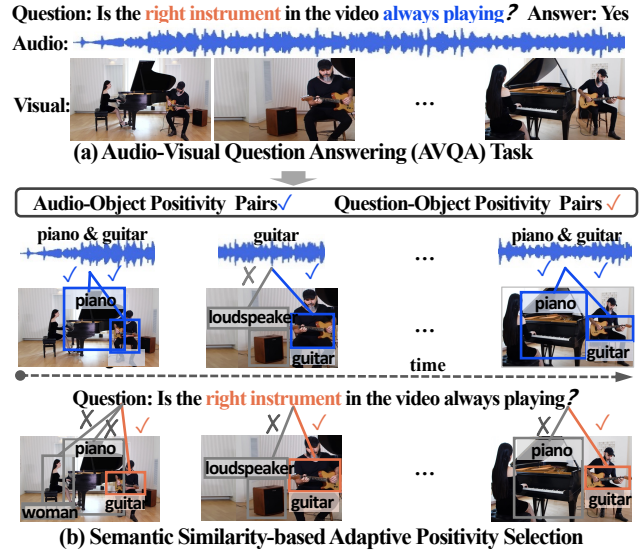 Question: Is the right instrument in the video always playing? Answer: Yes
Audio:
Visual:
...
(a) Audio-Visual Question Answering (AVQA) Task
Audio-Object Positivity Pairs✓ Question-Object Positivity Pairs ✓
piano & guitar guitar ... piano & guitar
✓ ✓ X ✓ ✓ ✓
piano loudspeaker guitar ... piano guitar
time
Question: Is the right instrument in the video always playing?
X X ✓ X ✓ X ✓
piano woman guitar loudspeaker guitar ... piano guitar
(b) Semantic Similarity-based Adaptive Positivity Selection